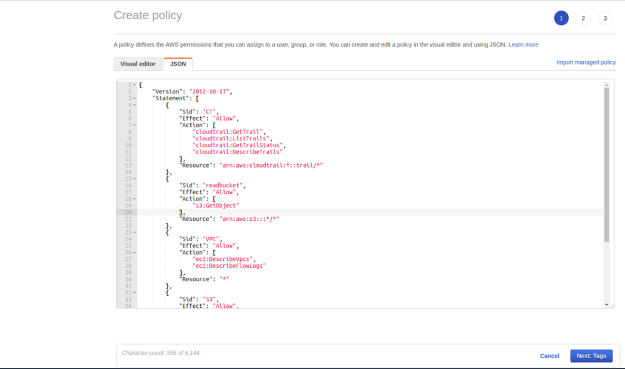 Create policy
1 2 3
A policy defines the AWS permissions that you can assign to a user, group, or role. You can create and edit a policy in the visual editor and using JSON. Learn more
Visual editor JSON Import managed policy
1 {
2 "Version": "2012-10-17",
3 "Statement": [
4 {
5 "Sid": "CT",
6 "Effect": "Allow",
7 "Action": [
8 "cloudtrail:GetTrail",
9 "cloudtrail:ListTrails",
10 "cloudtrail:GetTrailStatus",
11 "cloudtrail:DescribeTrails"
12 ],
13 "Resource": "arn:aws:cloudtrail:*::trail/*"
14 },
15 {
16 "Sid": "readbucket",
17 "Effect": "Allow",
18 "Action": [
19 "s3:GetObject"
20 ],
21 "Resource": "arn:aws:s3:::*/*"
22 },
23 {
24 "Sid": "VPC",
25 "Effect": "Allow",
26 "Action": [
27 "ec2:DescribeVpcs",
28 "ec2:DescribeFlowLogs"
29 ],
30 "Resource": "*"
31 },
32 {
33 "Sid": "S3",
34 "Effect": "Allow",
Character count: 596 of 6,144.
Cancel Next: Tags